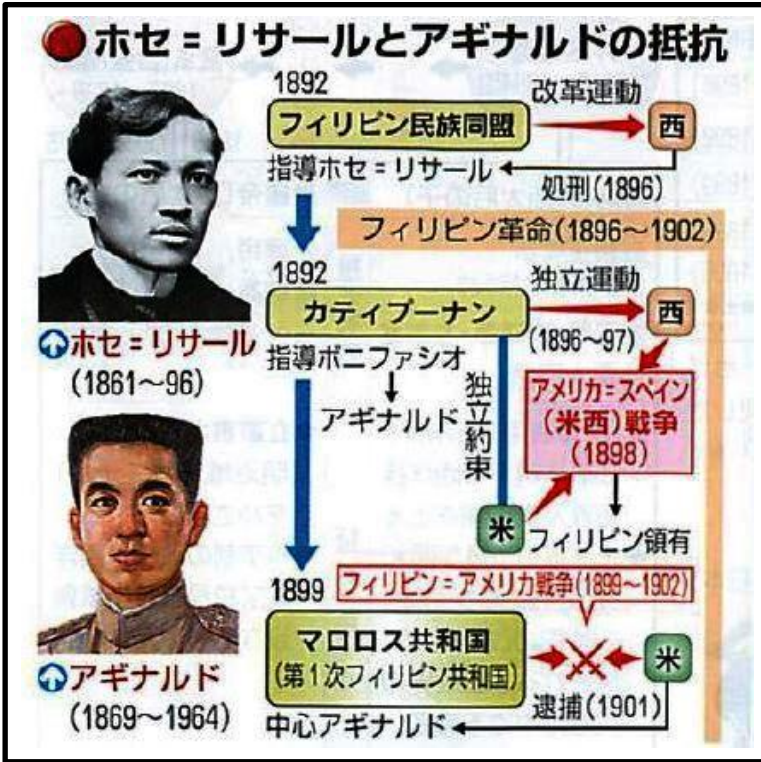 ホセ＝リサールとアギナルドの抵抗
1892
フィリピン民族同盟
改革運動
西
指導ホセ＝リサール
処刑(1896)
フィリピン革命(1896〜1902)
1892
カティプーナン
独立運動
西
(1896〜97)
ホセ＝リサール
(1861〜96)
指導ボニファシオ
アギナルド
独立約束
アメリカ＝スペイン
(米西)戦争
(1898)
米
フィリピン領有
1899
フィリピン＝アメリカ戦争(1899〜1902)
マロロス共和国
(第1次フィリピン共和国)
米
逮捕(1901)
中心アギナルド
アギナルド
(1869〜1964)